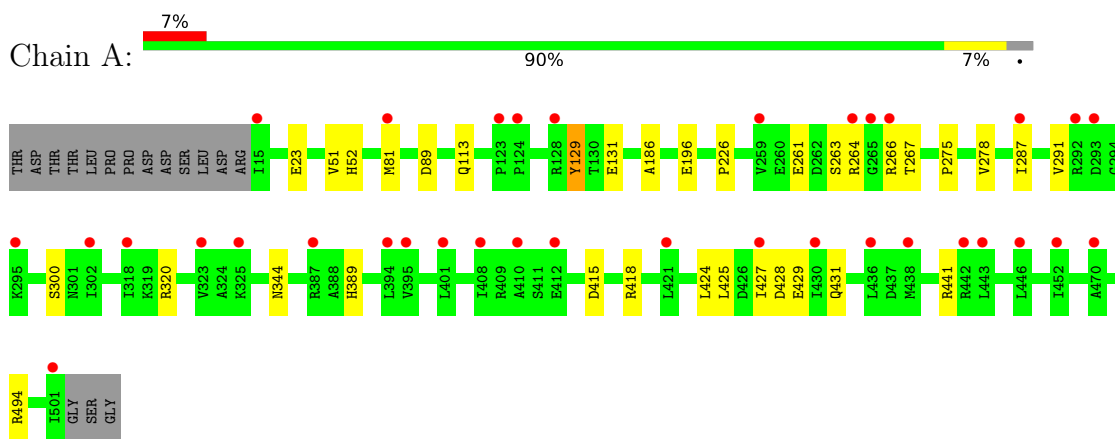 7%
Chain A:
90% 7% •
THR ASP THR THR LEU PRO PRO ASP ASP SER LEU ASP ARG I15 E23 V51 H52 M81 D89 Q113 P123 P124 R128 Y129 T130 E131 A186 E196 P226 V259 E260 E261 D262 S263 R264 G265 R266 T267 P275 V278 I287 V291 R292 D293 G294
K295 S300 N301 I302 I318 K319 R320 V323 A324 K325 N344 R387 A388 H389 L394 V395 L401 I408 R409 A410 S411 E412 D415 R418 L421 L424 L425 D426 I427 D428 E429 I430 Q431 L436 D437 M438 R441 R442 L443 L446 I452 A470
R494 I501 GLY SER GLY